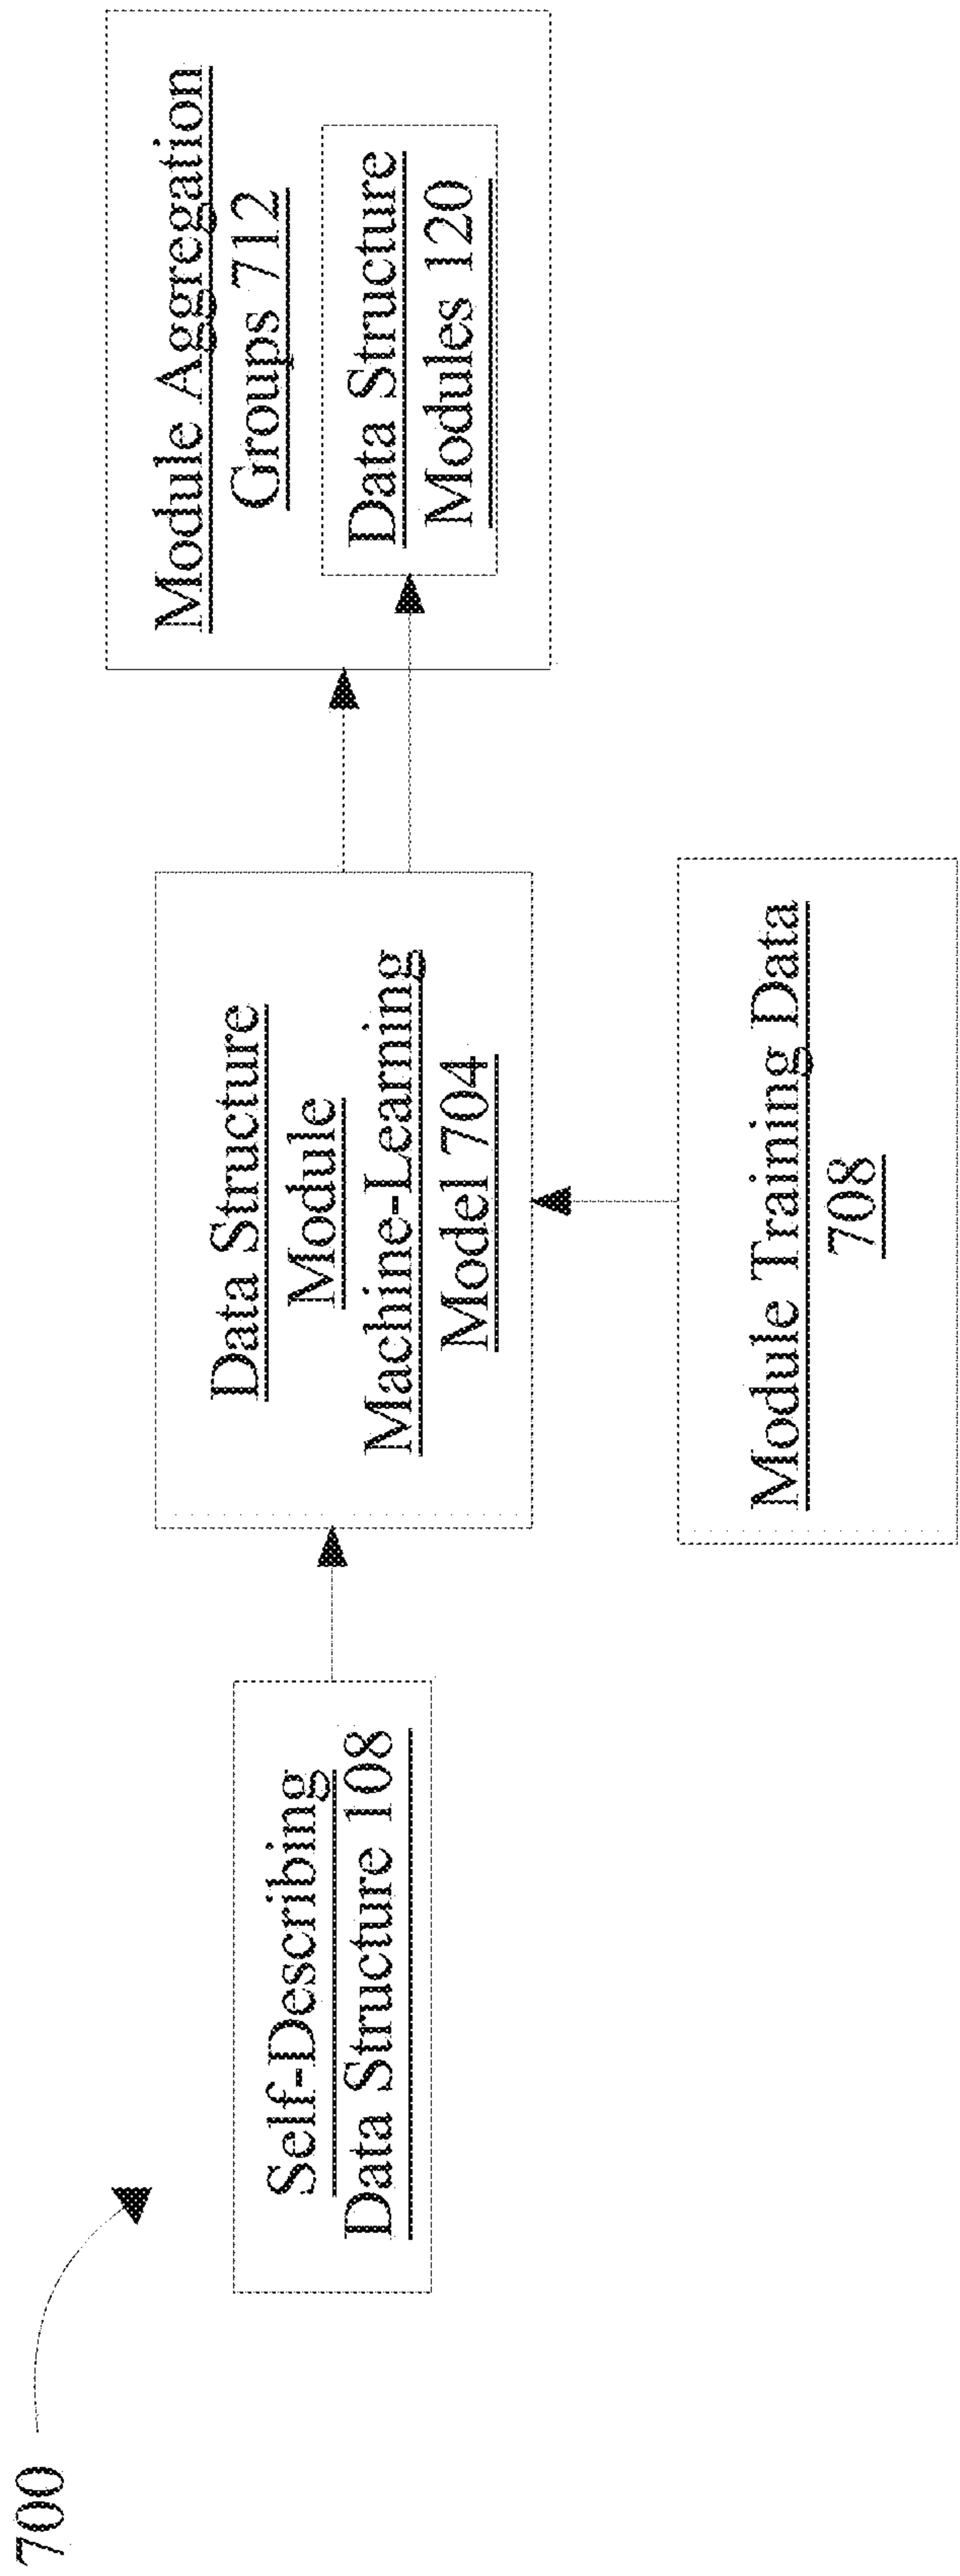 700
Self-Describing
Data Structure 108
Data Structure
Module
Machine-Learning
Model 704
Module Training Data
708
Module Aggregation
Groups 712
Data Structure
Modules 120